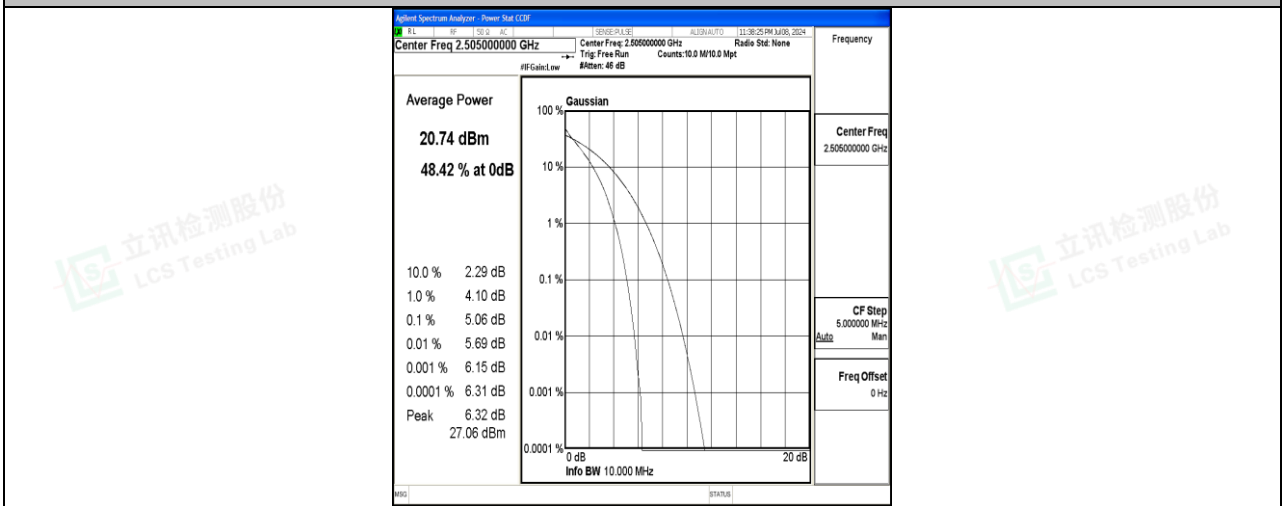 Agilent Spectrum Analyzer - Power Stat CCDF
RL RF 50 Ω AC SENSE:PULSE ALIGN AUTO 11:38:25 PM Jul 08, 2024
Center Freq 2.505000000 GHz
Center Freq: 2.505000000 GHz Radio Std: None
Trig: Free Run Counts:10.0 M/10.0 Mpt
#IFGain:Low #Atten: 46 dB
Frequency
Average Power
20.74 dBm
48.42 % at 0dB
10.0 % 2.29 dB
1.0 % 4.10 dB
0.1 % 5.06 dB
0.01 % 5.69 dB
0.001 % 6.15 dB
0.0001 % 6.31 dB
Peak 6.32 dB
27.06 dBm
Gaussian
100 %
10 %
1 %
0.1 %
0.01 %
0.001 %
0.0001 %
0 dB 20 dB
Info BW 10.000 MHz
Center Freq
2.505000000 GHz
CF Step
5.000000 MHz
Auto Man
Freq Offset
0 Hz
MSG STATUS
立讯检测股份
LCS Testing Lab
立讯检测股份
LCS Testing Lab